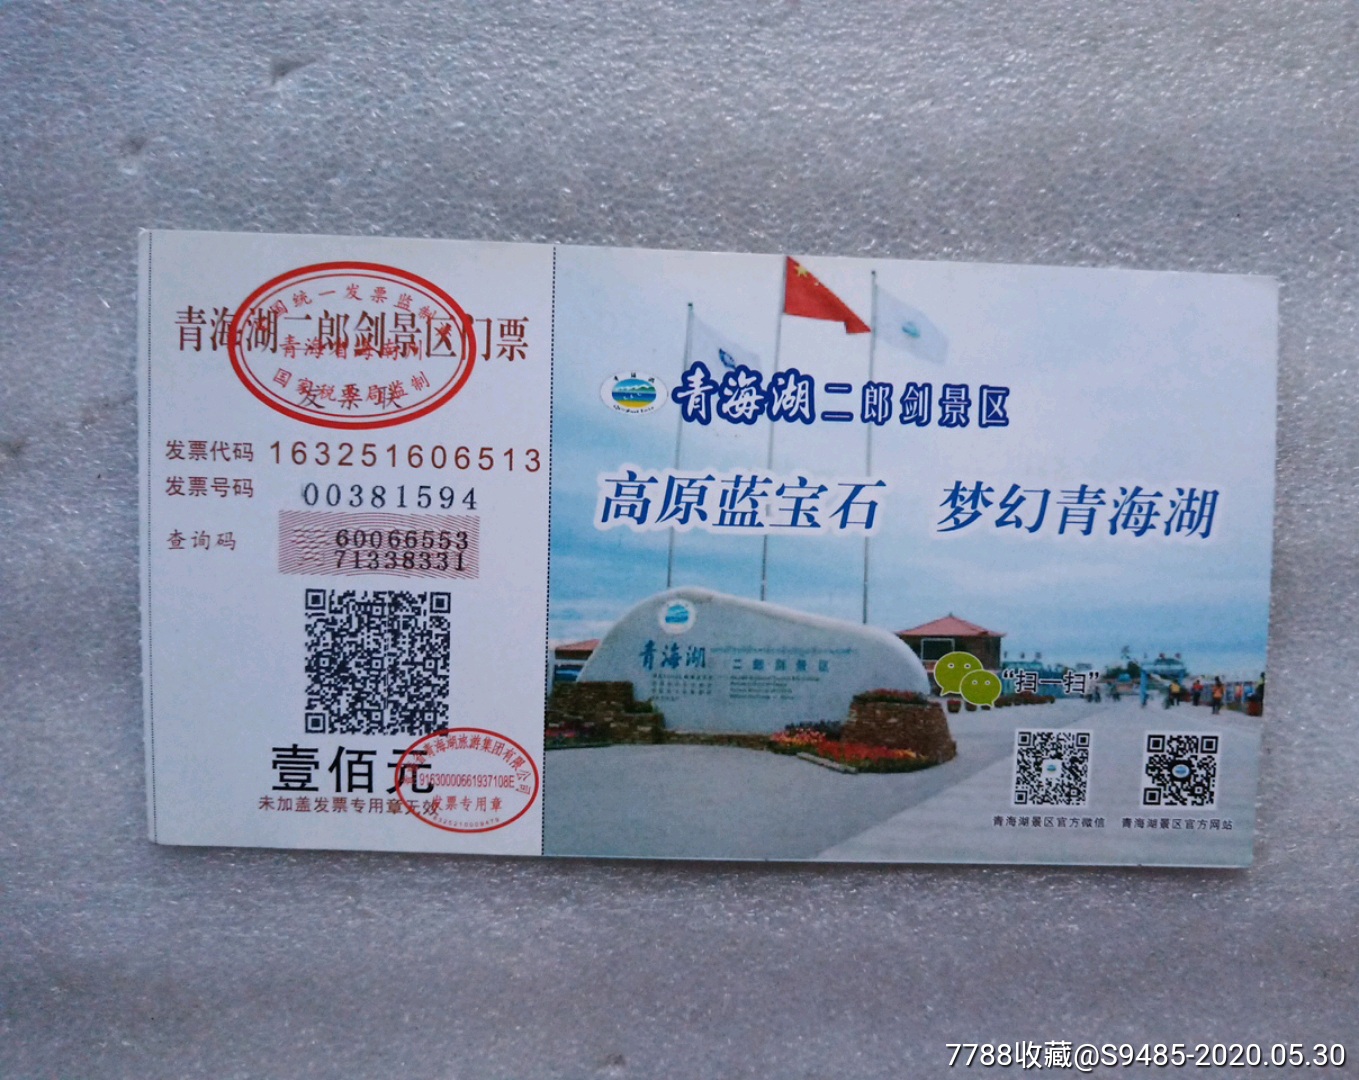 青海湖二郎剑景区门票
全国统一发票监制章
青海省海南州
国家税务局监制
发票联
发票代码 163251606513
发票号码 00381594
查询码 60066553
71338331
壹佰元
未加盖发票专用章无效
青海湖旅游集团有限公司
91630000661937108E
发票专用章
青海湖二郎剑景区
高原蓝宝石 梦幻青海湖
青海湖
二郎剑景区
“扫一扫”
青海湖景区官方微信 青海湖景区官方网站
7788收藏@S9485-2020.05.30